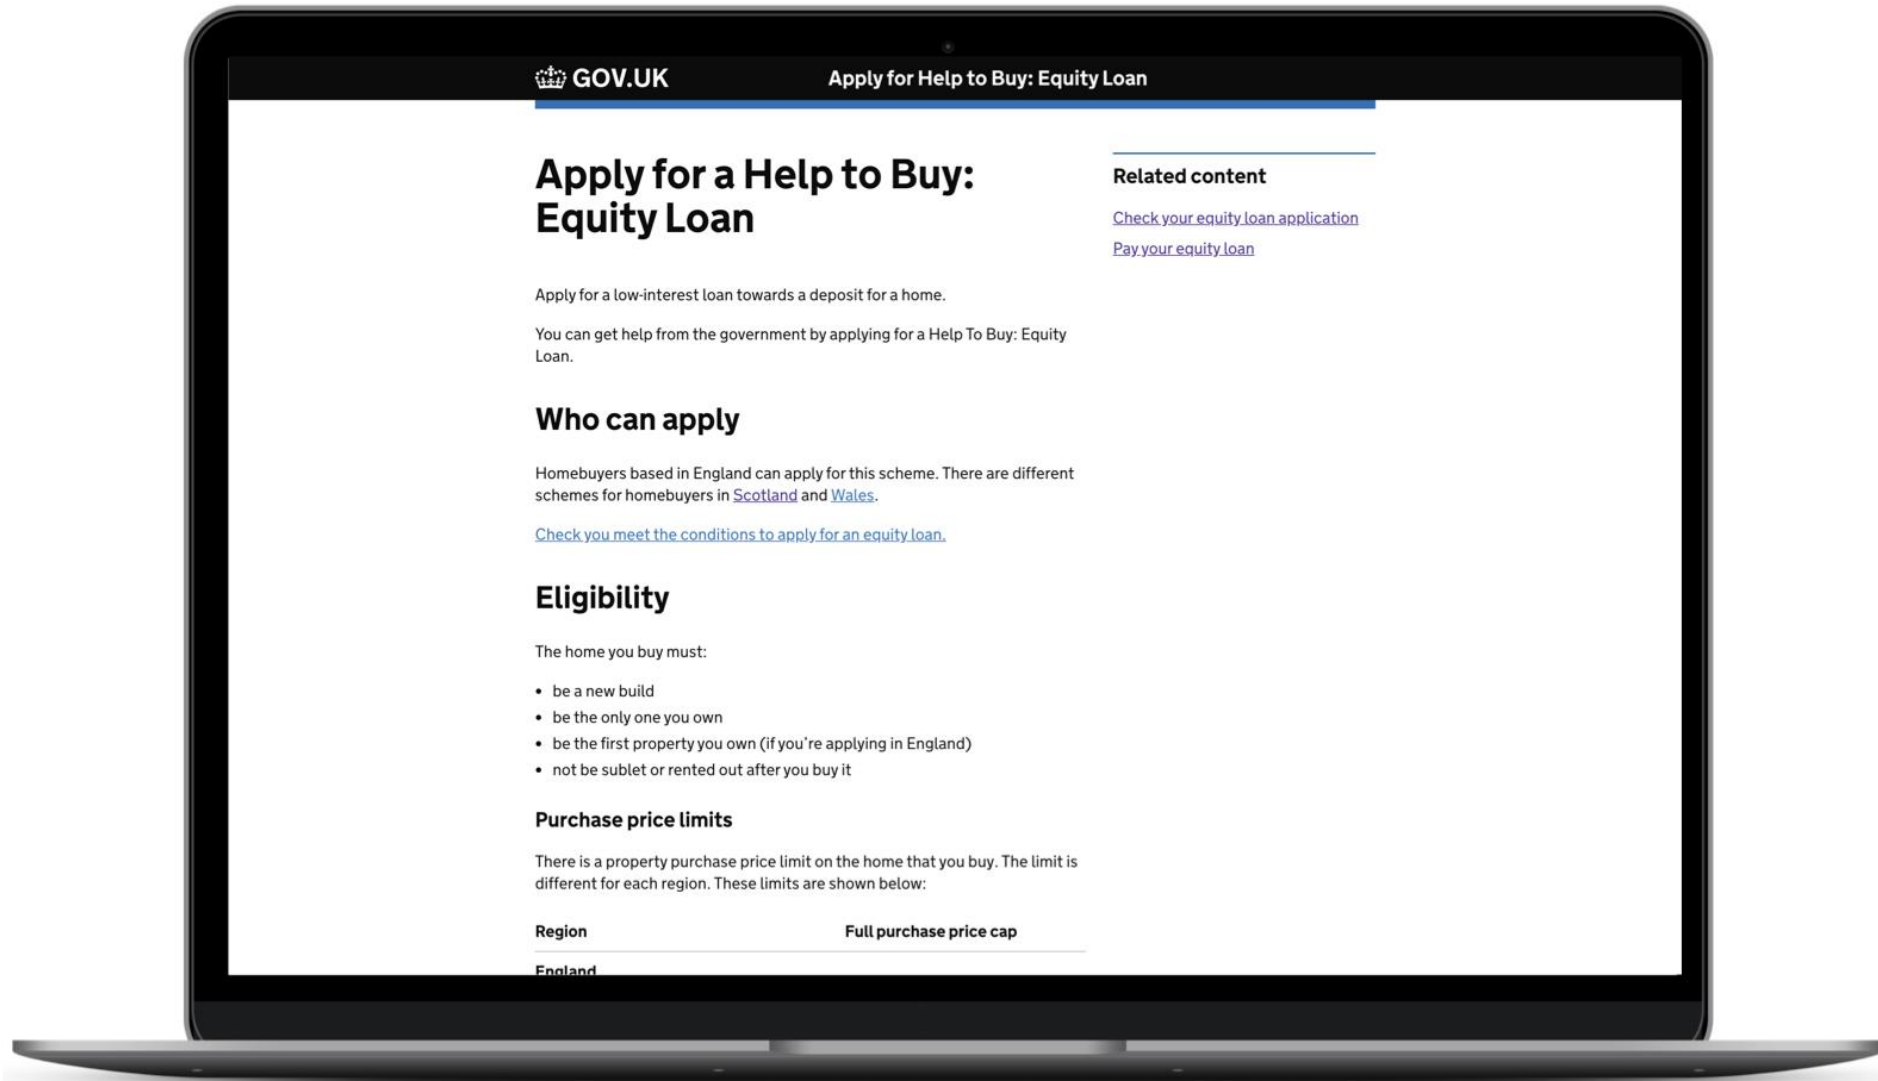 GOV.UK
Apply for Help to Buy: Equity Loan
Apply for a Help to Buy:
Equity Loan
Apply for a low-interest loan towards a deposit for a home.
You can get help from the government by applying for a Help To Buy: Equity
Loan.
Who can apply
Homebuyers based in England can apply for this scheme. There are different
schemes for homebuyers in Scotland and Wales.
Check you meet the conditions to apply for an equity loan.
Eligibility
The home you buy must:
• be a new build
• be the only one you own
• be the first property you own (if you're applying in England)
• not be sublet or rented out after you buy it
Purchase price limits
There is a property purchase price limit on the home that you buy. The limit is
different for each region. These limits are shown below:
Region Full purchase price cap
England
Related content
Check your equity loan application
Pay your equity loan